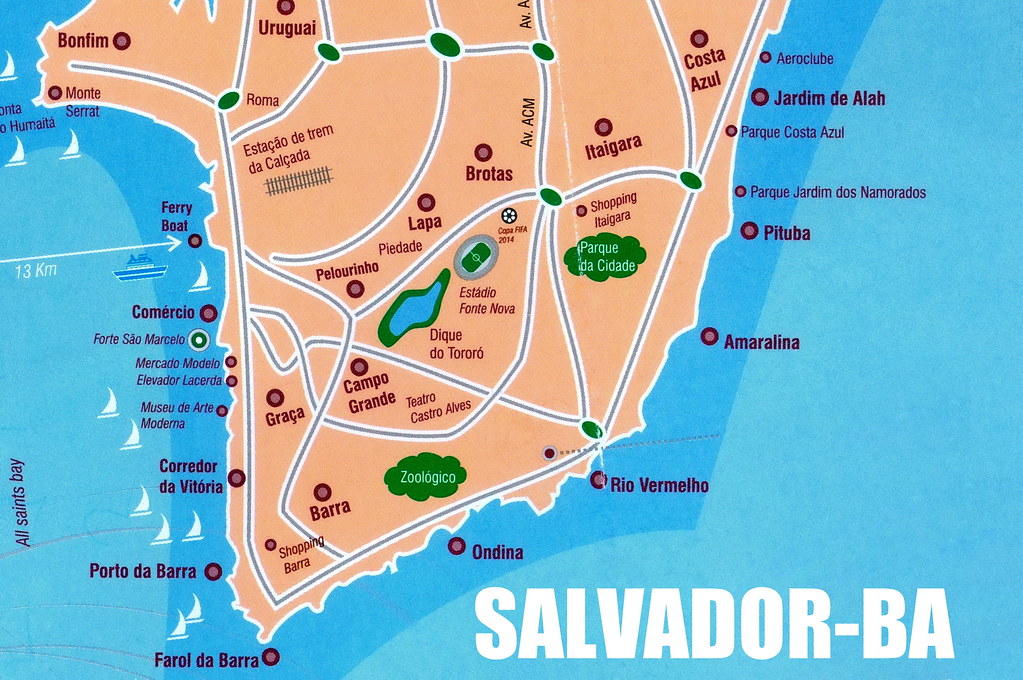 Uruguai
Av. A
Bonfim
Costa
Azul
Aeroclube
Monte
Serrat
Roma
Jardim de Alah
onta
o Humaitá
Av. ACM
Parque Costa Azul
Estação de trem
da Calçada
Itaigara
Brotas
Parque Jardim dos Namorados
Ferry
Boat
Lapa
Shopping
Itaigara
Copa FIFA
2014
Pituba
Piedade
Parque
da Cidade
13 Km
Pelourinho
Estádio
Fonte Nova
Comércio
Forte São Marcelo
Dique
do Tororó
Amaralina
Mercado Modelo
Elevador Lacerda
Campo
Grande
Museu de Arte
Moderna
Graça
Teatro
Castro Alves
Corredor
da Vitória
Zoológico
Rio Vermelho
All saints bay
Barra
Shopping
Barra
Ondina
Porto da Barra
Farol da Barra
SALVADOR-BA